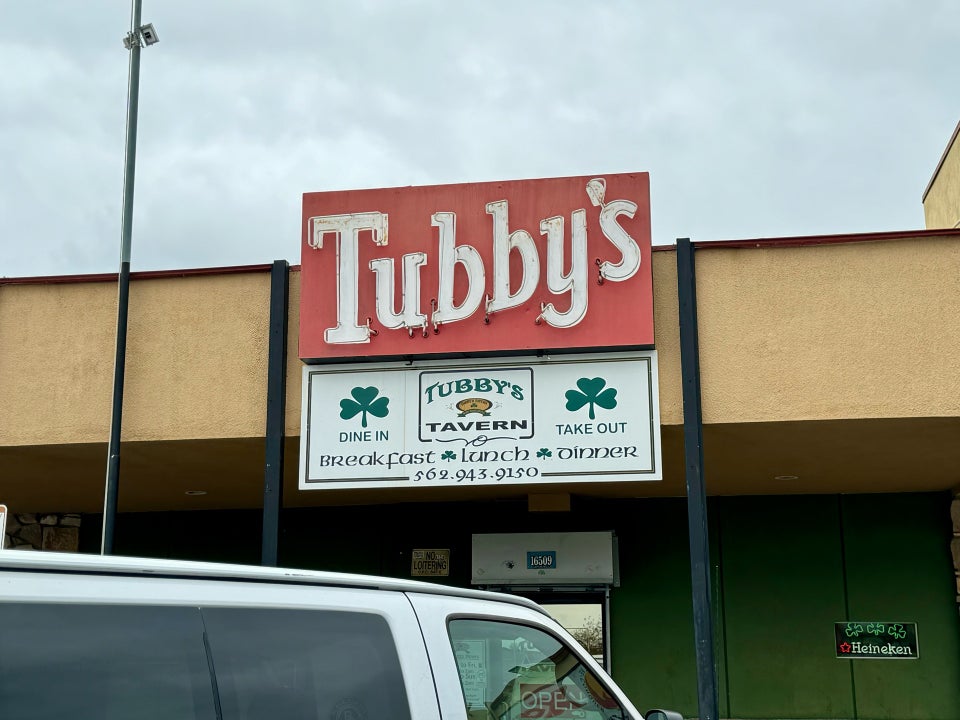 Tubby's
TUBBY'S
TAVERN
DINE IN
TAKE OUT
Breakfast ☘ Lunch ☘ Dinner
562.943.9150
NO
LOITERING
16509
★Heineken
OPEN